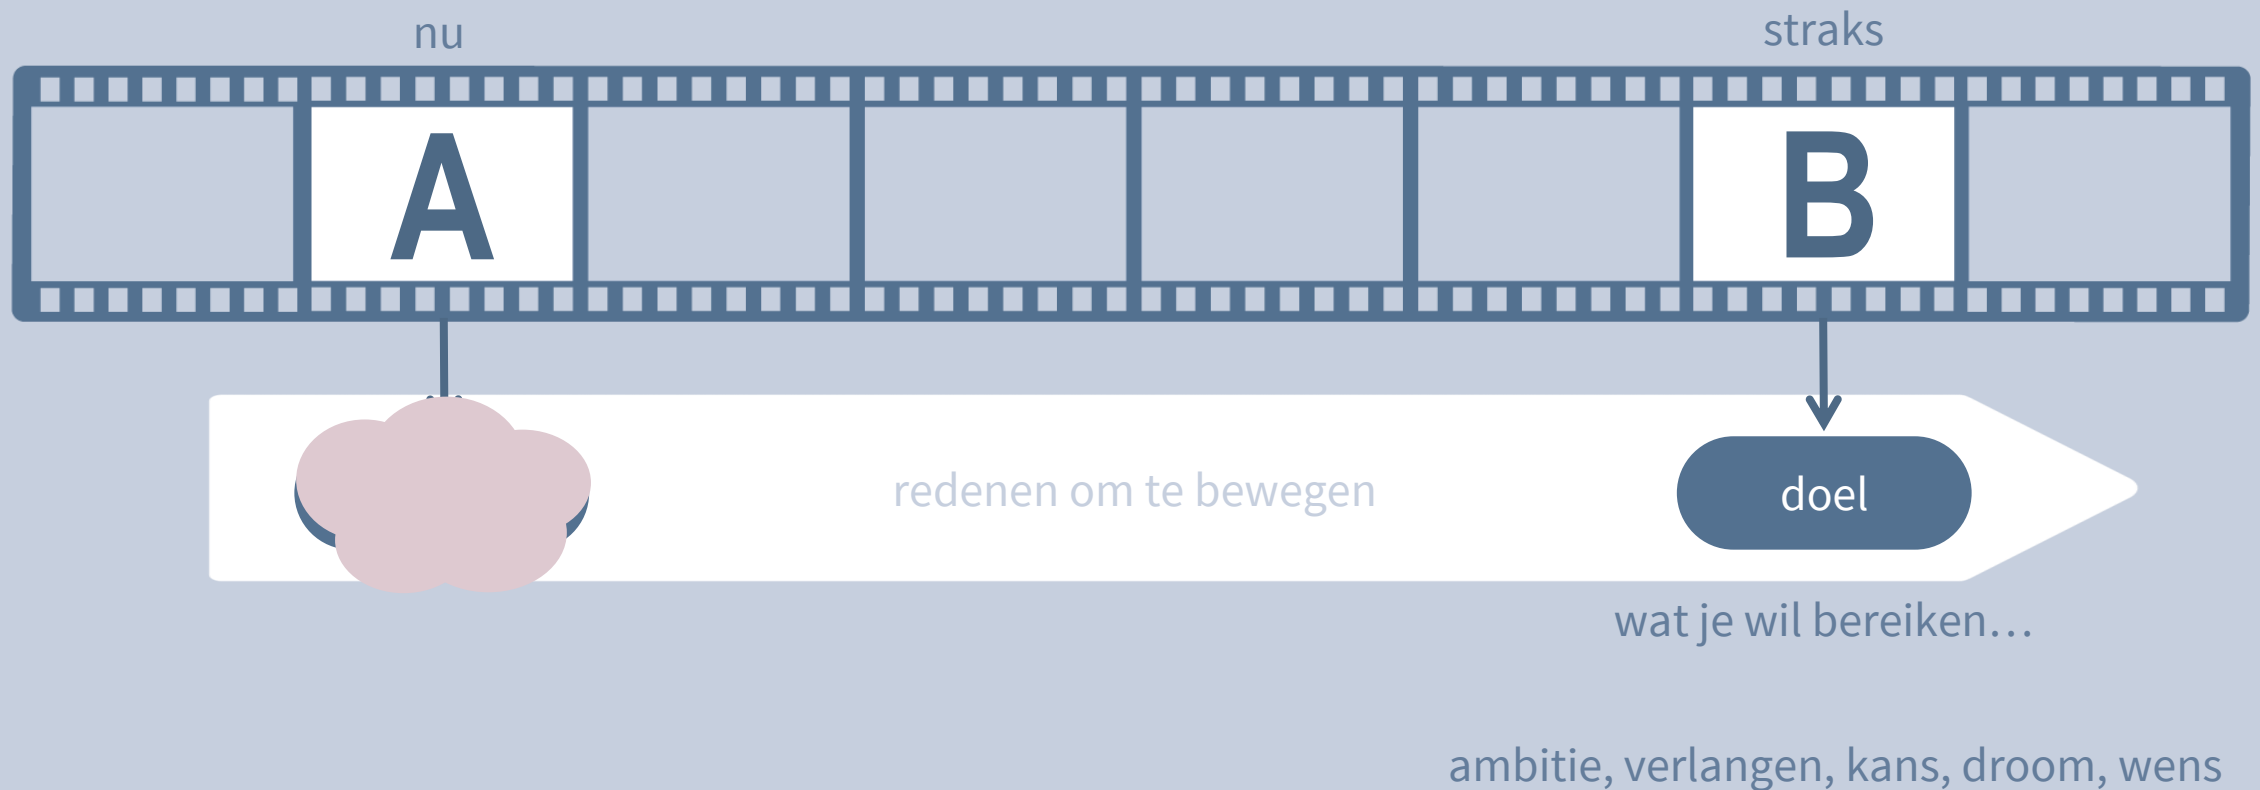 nu
straks
A
B
redenen om te bewegen
doel
wat je wil bereiken…
ambitie, verlangen, kans, droom, wens